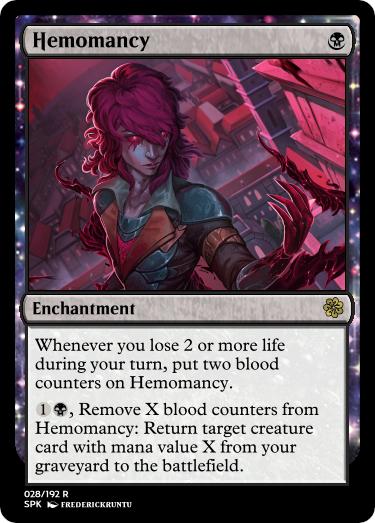 Hemomancy
Enchantment
Whenever you lose 2 or more life
during your turn, put two blood
counters on Hemomancy.
1, Remove X blood counters from
Hemomancy: Return target creature
card with mana value X from your
graveyard to the battlefield.
028/192 R
SPK FREDERICKRUNTU